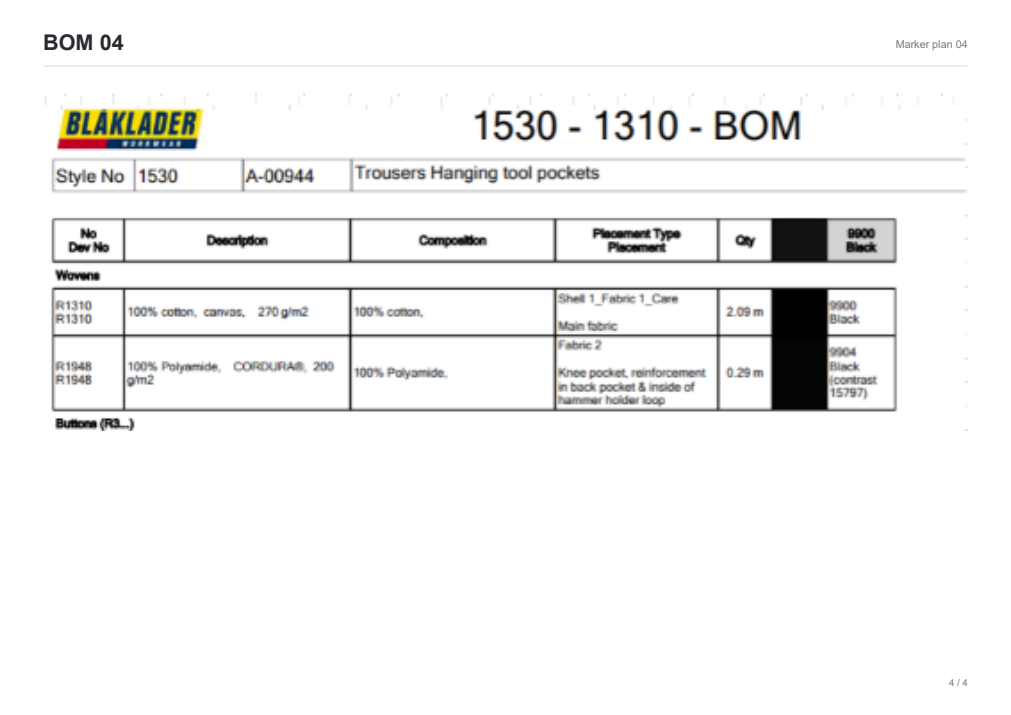 BOM 04
Marker plan 04
BLAKLADER
WORKWEAR
1530 - 1310 - BOM
Style No 1530 A-00944 Trousers Hanging tool pockets
No
Dev No
Description
Composition
Placement Type
Placement
Qty
9900
Black
Wovens
R1310
R1310
100% cotton, canvas, 270 g/m2
100% cotton,
Shell 1_Fabric 1_Care
Main fabric
2.09 m
9900
Black
R1948
R1948
100% Polyamide, CORDURA®, 200
g/m2
100% Polyamide,
Fabric 2
Knee pocket, reinforcement
in back pocket & inside of
hammer holder loop
0.29 m
9904
Black
(contrast
15797)
Buttons (R3...)
4 / 4